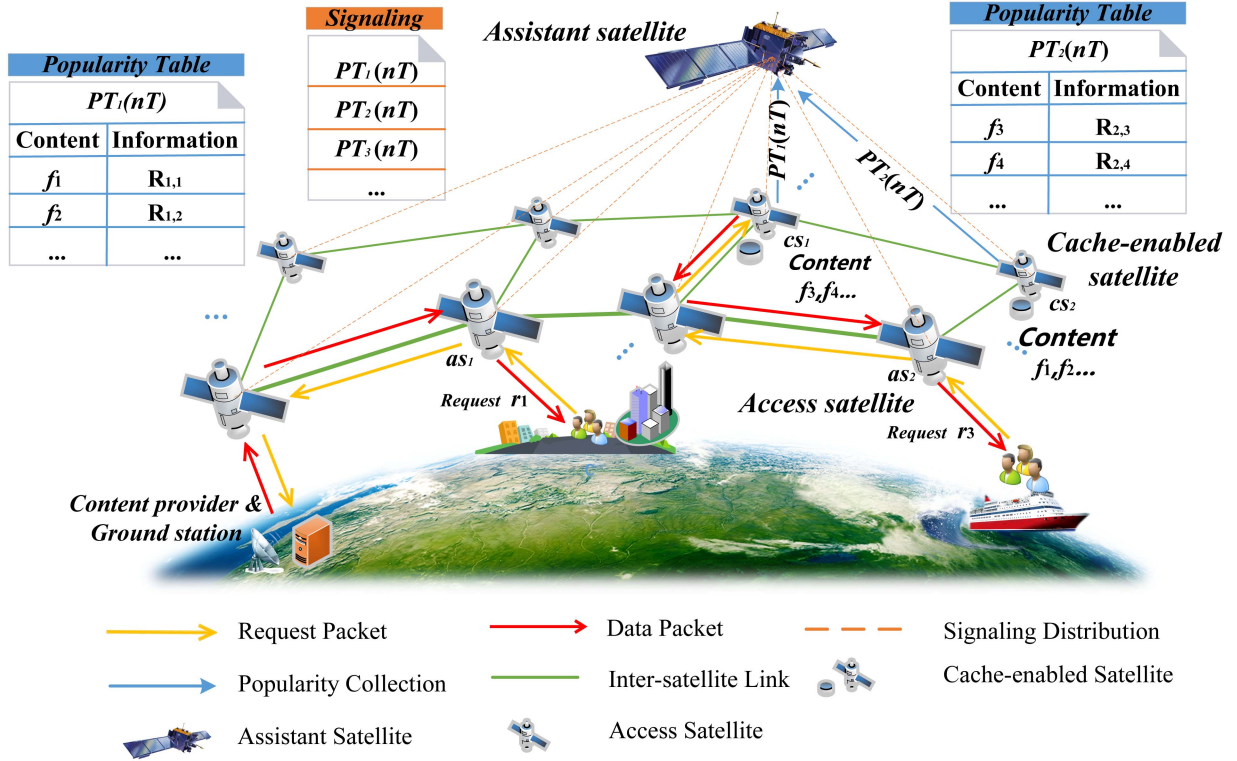 Popularity Table
PT₁(nT)
Content Information
f₁ R₁,₁
f₂ R₁,₂
... ...
Signaling
PT₁(nT)
PT₂(nT)
PT₃(nT)
...
Assistant satellite
Popularity Table
PT₂(nT)
Content Information
f₃ R₂,₃
f₄ R₂,₄
... ...
PT₁(nT)
PT₂(nT)
...
cs₁
Content
f₃,f₄...
Cache-enabled
satellite
cs₂
Content
f₁,f₂...
...
...
...
as₁
as₂
Request r₁
Access satellite
Request r₃
Content provider &
Ground station
Request Packet
Data Packet
Signaling Distribution
Popularity Collection
Inter-satellite Link
Cache-enabled Satellite
Assistant Satellite
Access Satellite